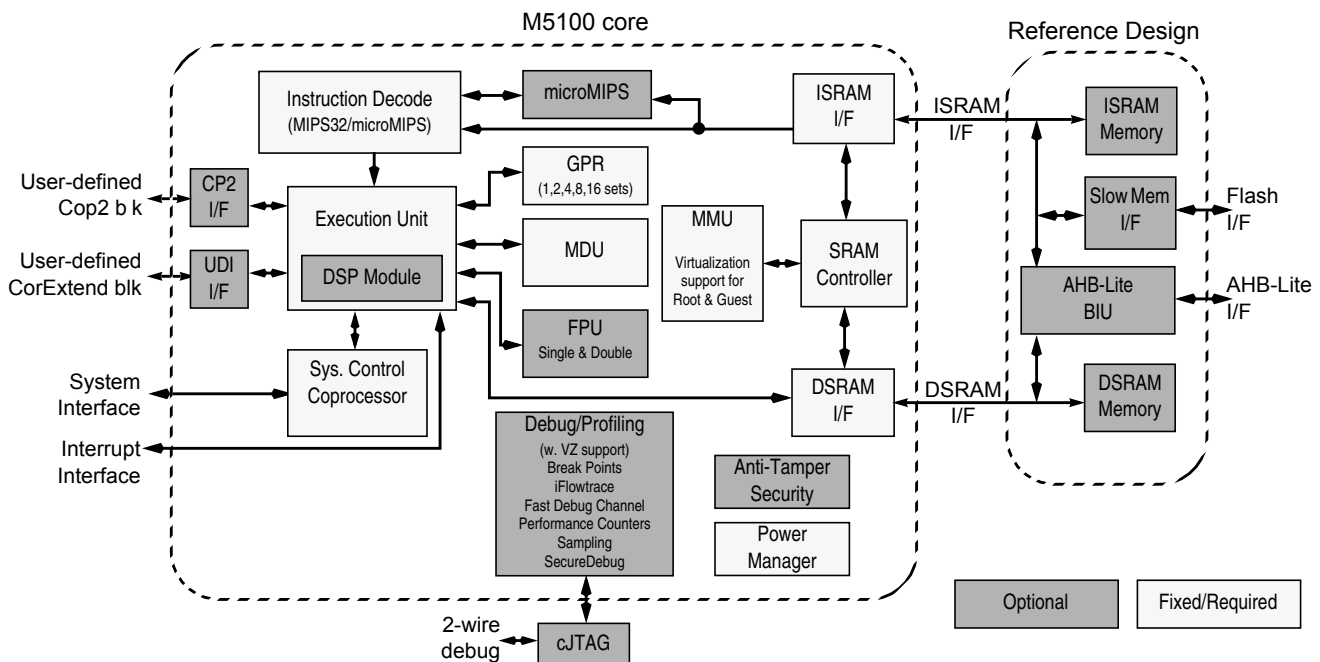 M5100 core
Reference Design
Instruction Decode
(MIPS32/microMIPS)
microMIPS
ISRAM
I/F
ISRAM
I/F
ISRAM
Memory
User-defined
Cop2 b k
CP2
I/F
Execution Unit
DSP Module
GPR
(1,2,4,8,16 sets)
MDU
MMU
Virtualization
support for
Root & Guest
SRAM
Controller
Slow Mem
I/F
Flash
I/F
User-defined
CorExtend blk
UDI
I/F
AHB-Lite
BIU
AHB-Lite
I/F
FPU
Single & Double
System
Interface
Sys. Control
Coprocessor
DSRAM
I/F
DSRAM
I/F
DSRAM
Memory
Interrupt
Interface
Debug/Profiling
(w. VZ support)
Break Points
iFlowtrace
Fast Debug Channel
Performance Counters
Sampling
SecureDebug
Anti-Tamper
Security
Power
Manager
Optional
Fixed/Required
2-wire
debug
cJTAG